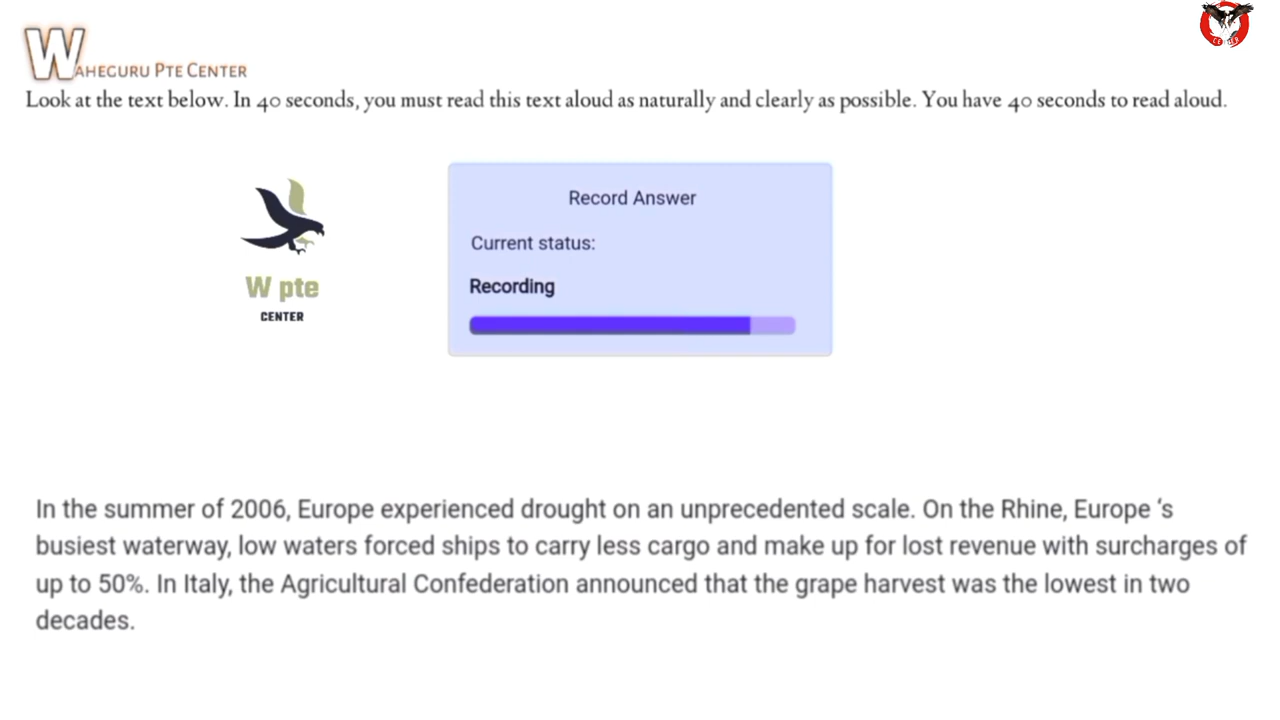 WAHEGURU PTE CENTER
Look at the text below. In 40 seconds, you must read this text aloud as naturally and clearly as possible. You have 40 seconds to read aloud.
Record Answer
Current status:
Recording
W pte
CENTER
In the summer of 2006, Europe experienced drought on an unprecedented scale. On the Rhine, Europe ‘s
busiest waterway, low waters forced ships to carry less cargo and make up for lost revenue with surcharges of
up to 50%. In Italy, the Agricultural Confederation announced that the grape harvest was the lowest in two
decades.